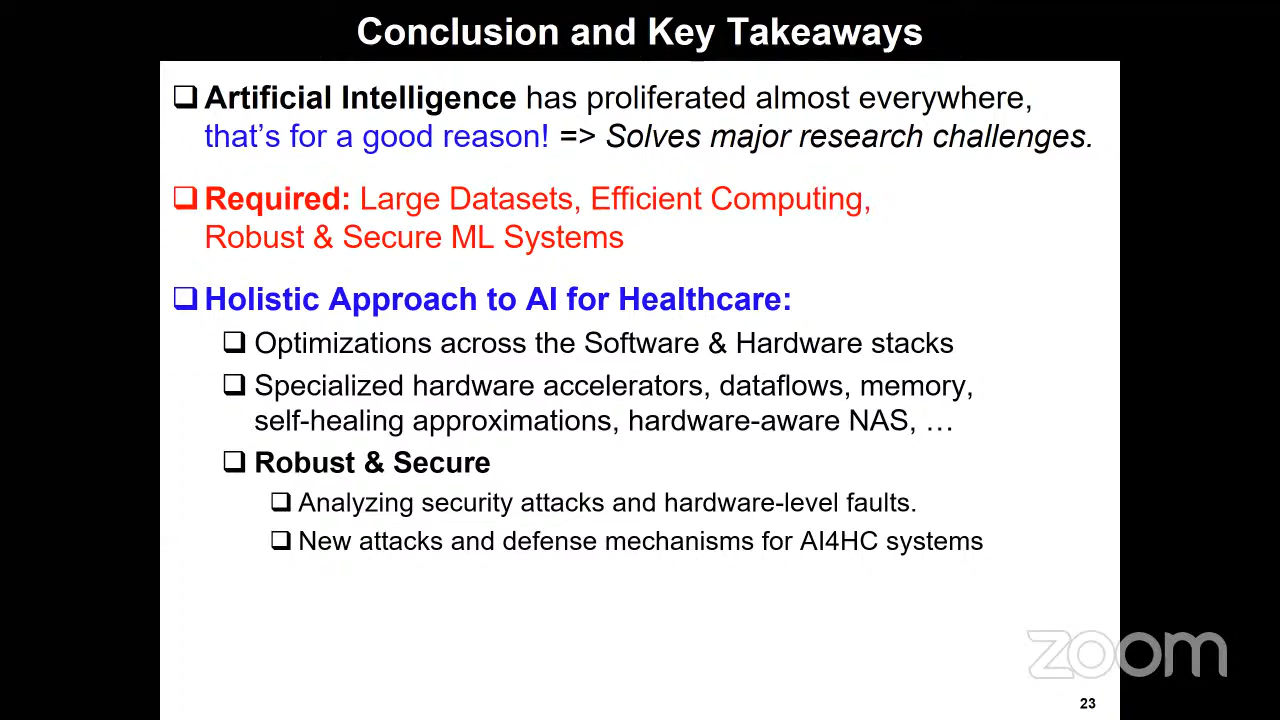 Conclusion and Key Takeaways
❑ Artificial Intelligence has proliferated almost everywhere,
that’s for a good reason! => Solves major research challenges.
❑ Required: Large Datasets, Efficient Computing,
Robust & Secure ML Systems
❑ Holistic Approach to AI for Healthcare:
❑ Optimizations across the Software & Hardware stacks
❑ Specialized hardware accelerators, dataflows, memory,
self-healing approximations, hardware-aware NAS, …
❑ Robust & Secure
❑ Analyzing security attacks and hardware-level faults.
❑ New attacks and defense mechanisms for AI4HC systems
zoom
23